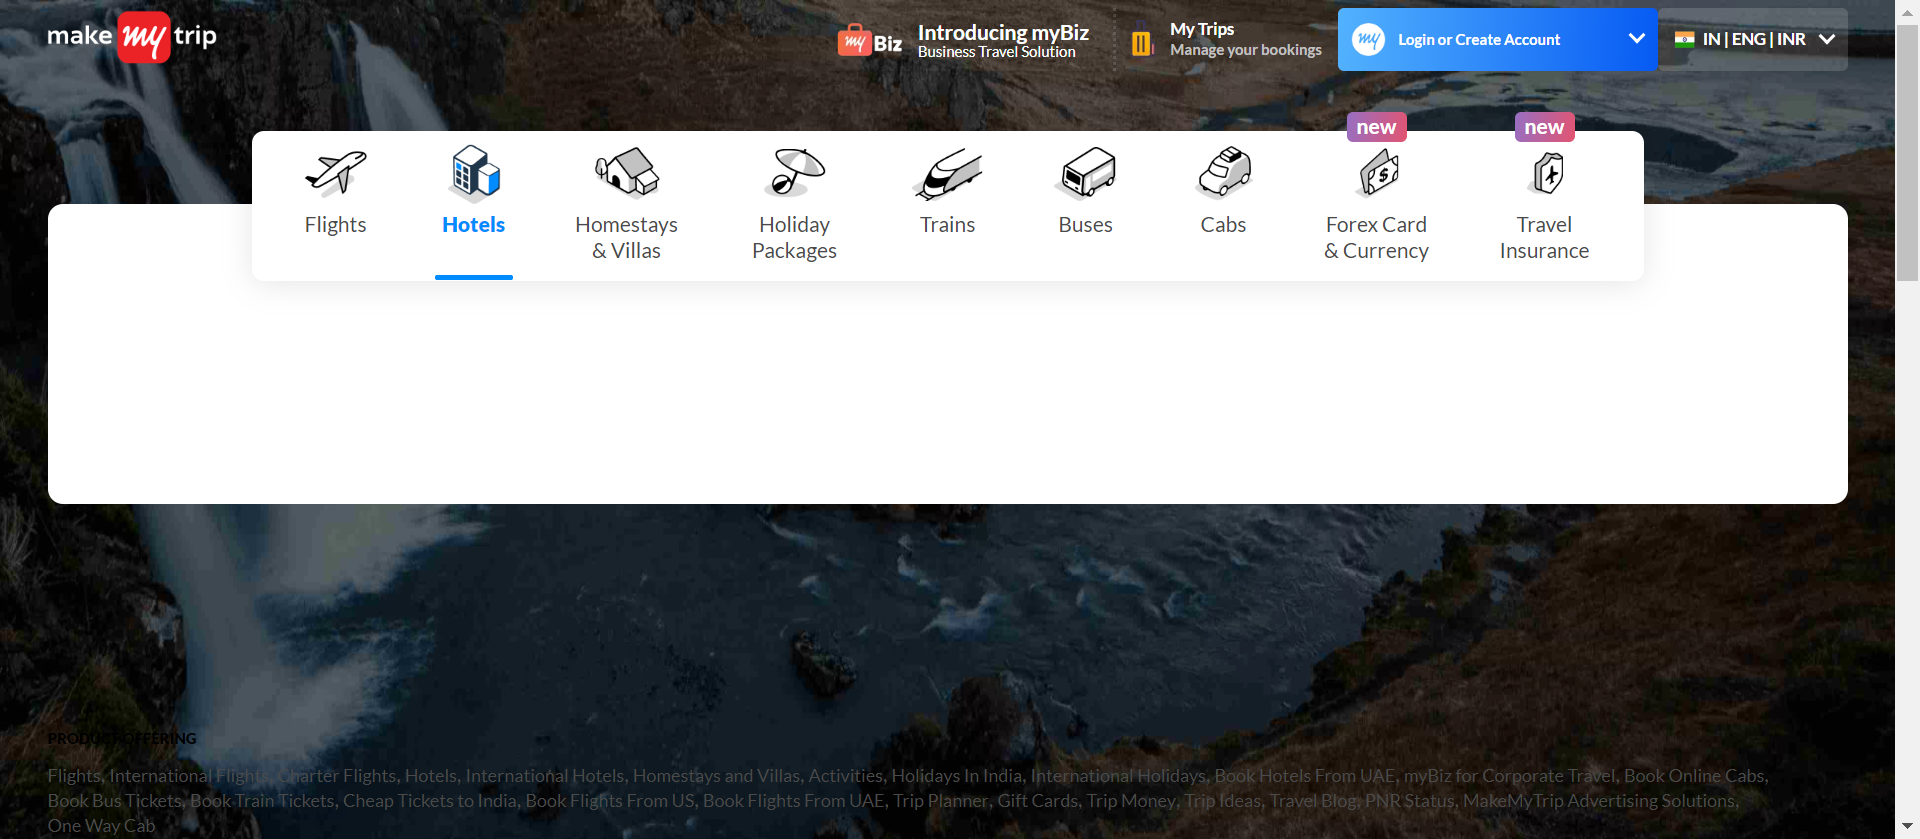 make my trip
my Biz
Introducing myBiz
Business Travel Solution
My Trips
Manage your bookings
my
Login or Create Account
IN | ENG | INR
new
new
Flights
Hotels
Homestays
& Villas
Holiday
Packages
Trains
Buses
Cabs
Forex Card
& Currency
Travel
Insurance
PRODUCT OFFERING
Flights, International Flights, Charter Flights, Hotels, International Hotels, Homestays and Villas, Activities, Holidays In India, International Holidays, Book Hotels From UAE, myBiz for Corporate Travel, Book Online Cabs,
Book Bus Tickets, Book Train Tickets, Cheap Tickets to India, Book Flights From US, Book Flights From UAE, Trip Planner, Gift Cards, Trip Money, Trip Ideas, Travel Blog, PNR Status, MakeMyTrip Advertising Solutions,
One Way Cab